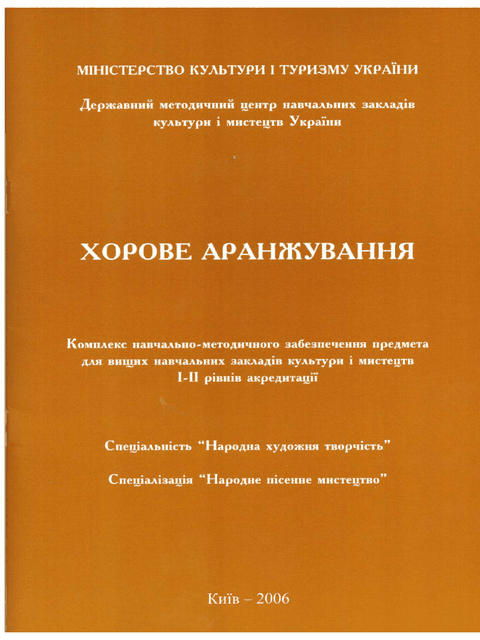 МІНІСТЕРСТВО КУЛЬТУРИ І ТУРИЗМУ УКРАЇНИ
Державний методичний центр навчальних закладів
культури і мистецтв України
ХОРОВЕ АРАНЖУВАННЯ
Комплекс навчально-методичного забезпечення предмета
для вищих навчальних закладів культури і мистецтв
І-ІІ рівнів акредитації
Спеціальність “Народна художня творчість”
Спеціалізація “Народне пісенне мистецтво”
Київ – 2006